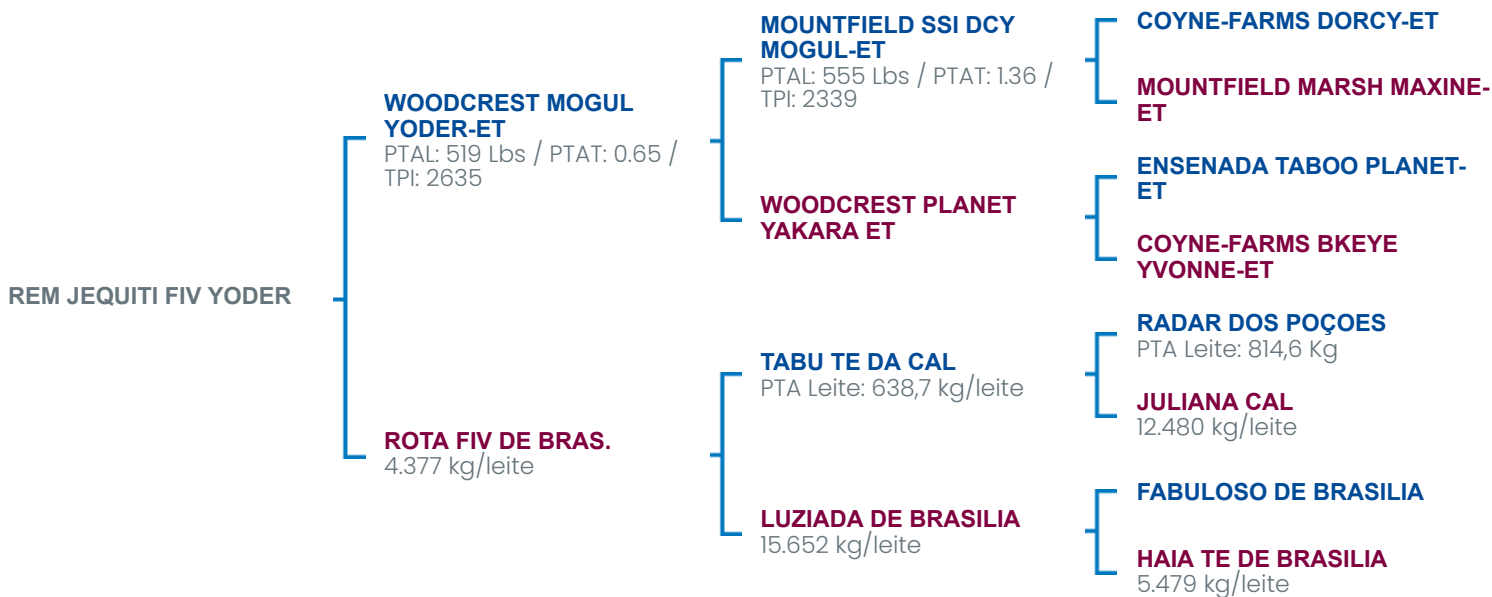 REM JEQUITI FIV YODER
WOODCREST MOGUL
YODER-ET
PTAL: 519 Lbs / PTAT: 0.65 /
TPI: 2635
ROTA FIV DE BRAS.
4.377 kg/leite
MOUNTFIELD SSI DCY
MOGUL-ET
PTAL: 555 Lbs / PTAT: 1.36 /
TPI: 2339
WOODCREST PLANET
YAKARA ET
TABU TE DA CAL
PTA Leite: 638,7 kg/leite
LUZIADA DE BRASILIA
15.652 kg/leite
COYNE-FARMS DORCY-ET
MOUNTFIELD MARSH MAXINE-
ET
ENSENADA TABOO PLANET-
ET
COYNE-FARMS BKEYE
YVONNE-ET
RADAR DOS POÇOES
PTA Leite: 814,6 Kg
JULIANA CAL
12.480 kg/leite
FABULOSO DE BRASILIA
HAIA TE DE BRASILIA
5.479 kg/leite